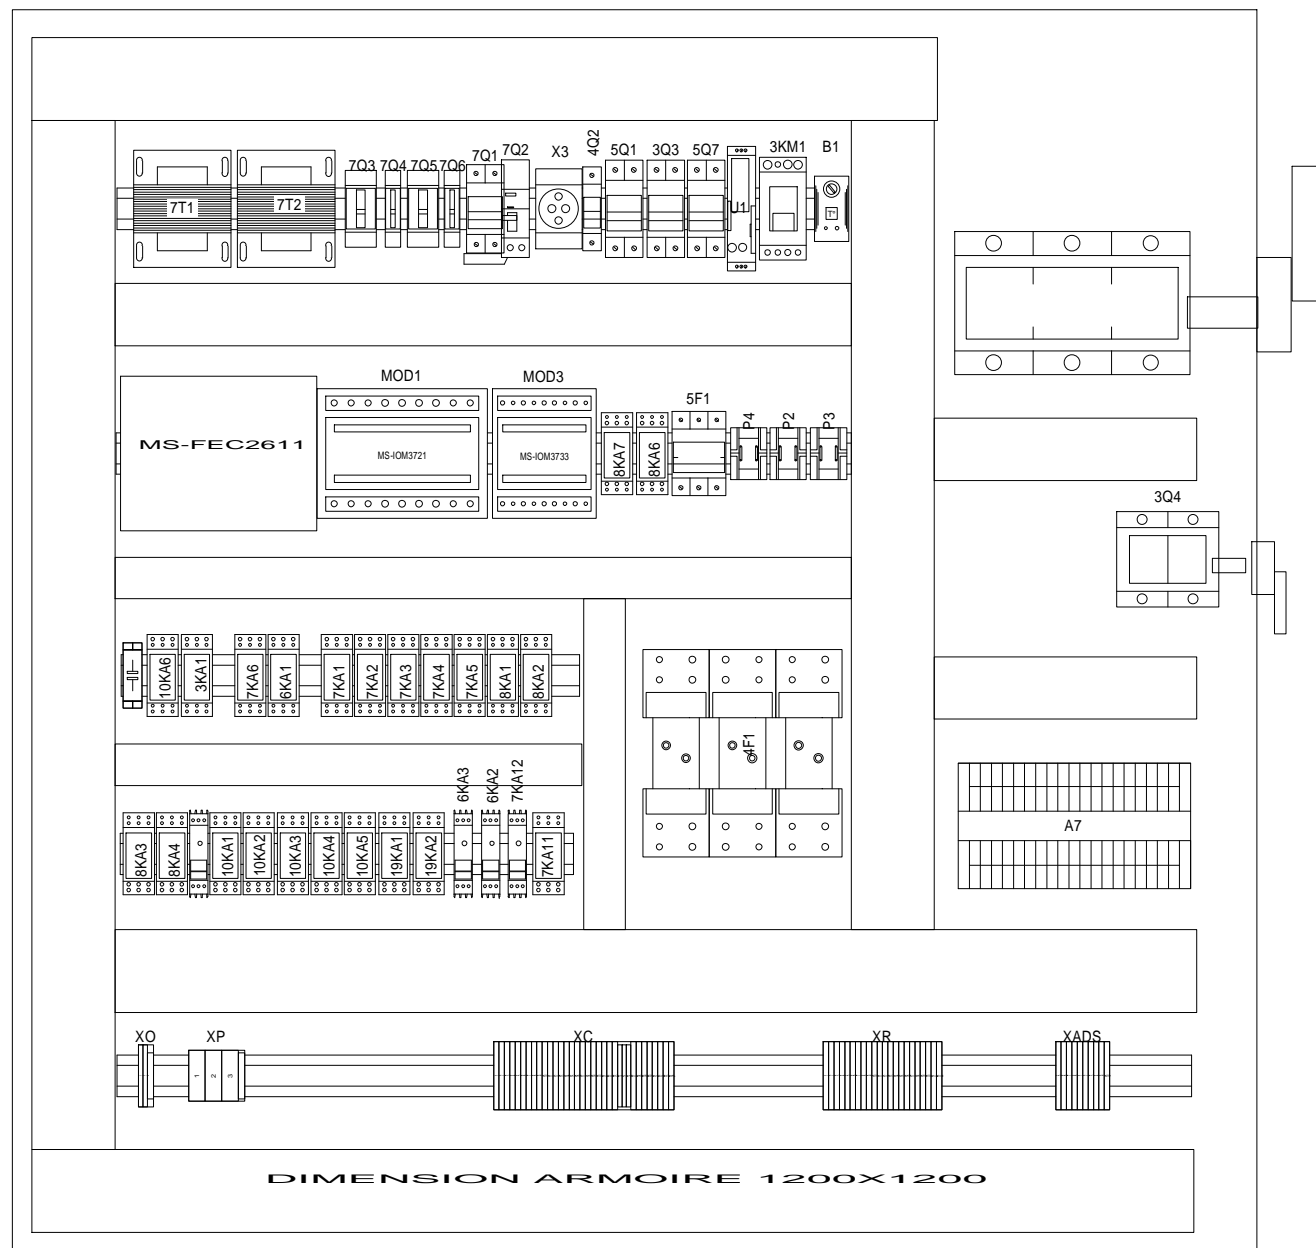 7T1 7T2 7Q3 7Q4 7Q5 7Q6 7Q1 7Q2 X3 4Q2 5Q1 3Q3 5Q7 U1 3KM1 B1
T°
MS-FEC2611
MOD1
MS-IOM3721
MOD3
MS-IOM3733
8KA7 8KA6 5F1 P4 P2 P3
3Q4
10KA6 3KA1 7KA6 6KA1 7KA1 7KA2 7KA3 7KA4 7KA5 8KA1 8KA2
4F1
8KA3 8KA4 10KA1 10KA2 10KA3 10KA4 10KA5 19KA1 19KA2 6KA3 6KA2 7KA12 7KA11
A7
XO XP XC XR XADS
1 2 3
DIMENSION ARMOIRE 1200X1200